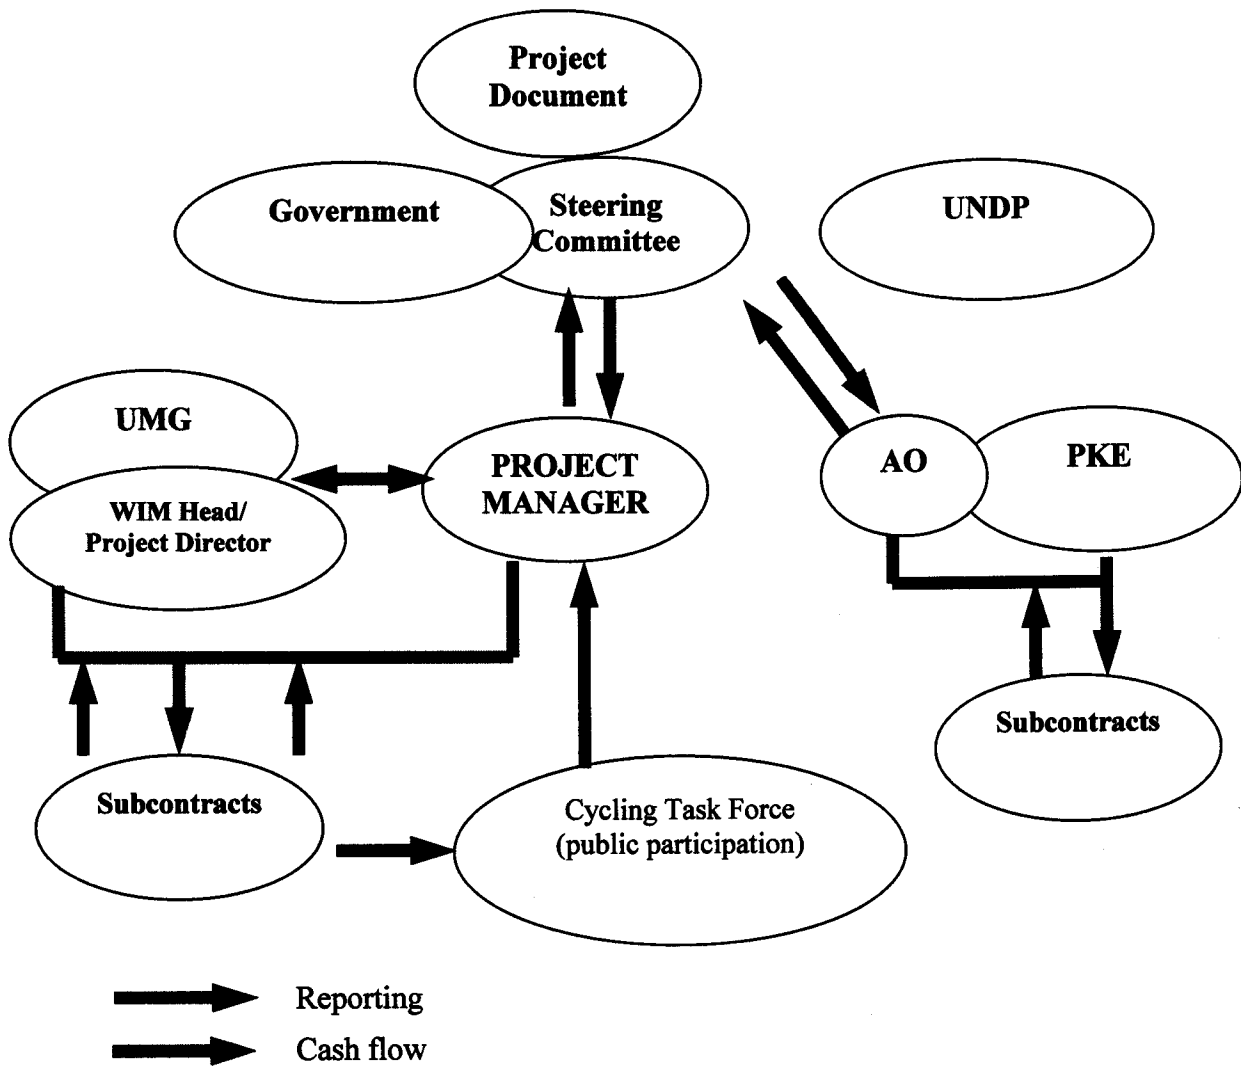 Project
Document
Government
Steering
Committee
UNDP
UMG
WIM Head/
Project Director
PROJECT
MANAGER
AO
PKE
Subcontracts
Cycling Task Force
(public participation)
Subcontracts
Reporting
Cash flow